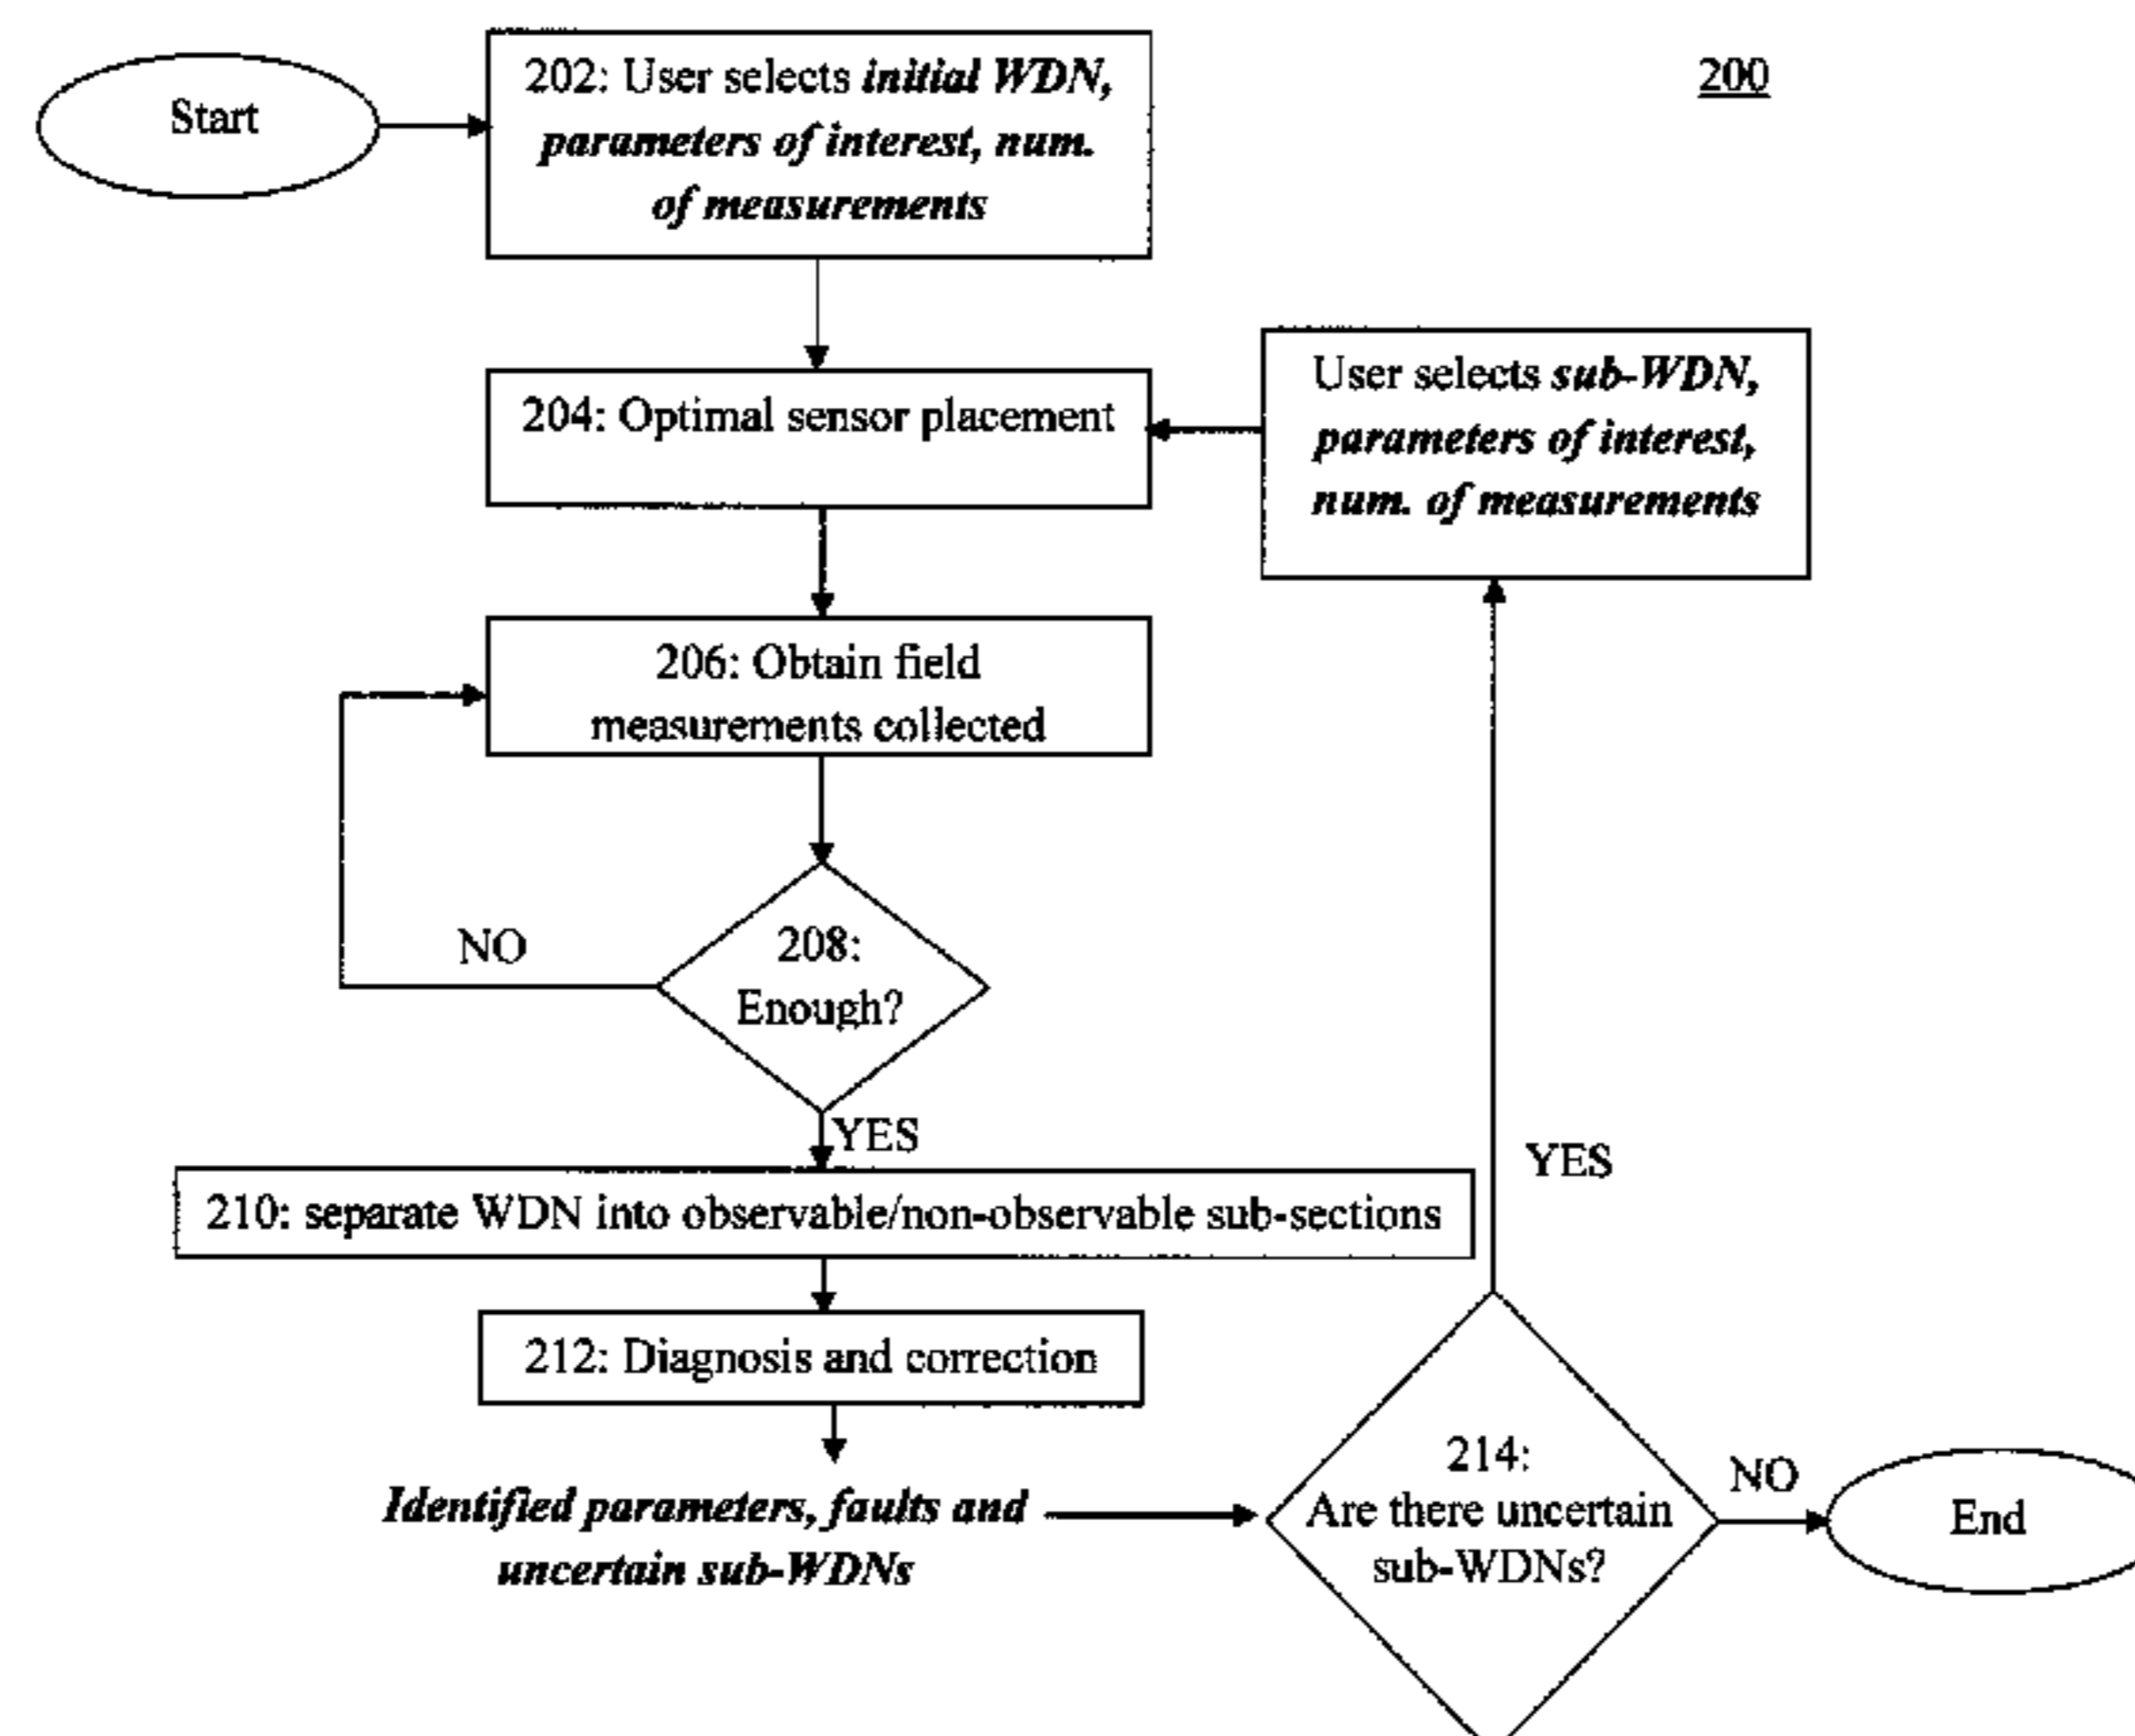 200
Start
202: User selects initial WDN,
parameters of interest, num.
of measurements
204: Optimal sensor placement
User selects sub-WDN,
parameters of interest,
num. of measurements
206: Obtain field
measurements collected
208:
Enough?
NO
YES
210: separate WDN into observable/non-observable sub-sections
212: Diagnosis and correction
Identified parameters, faults and
uncertain sub-WDNs
214:
Are there uncertain
sub-WDNs?
YES
NO
End